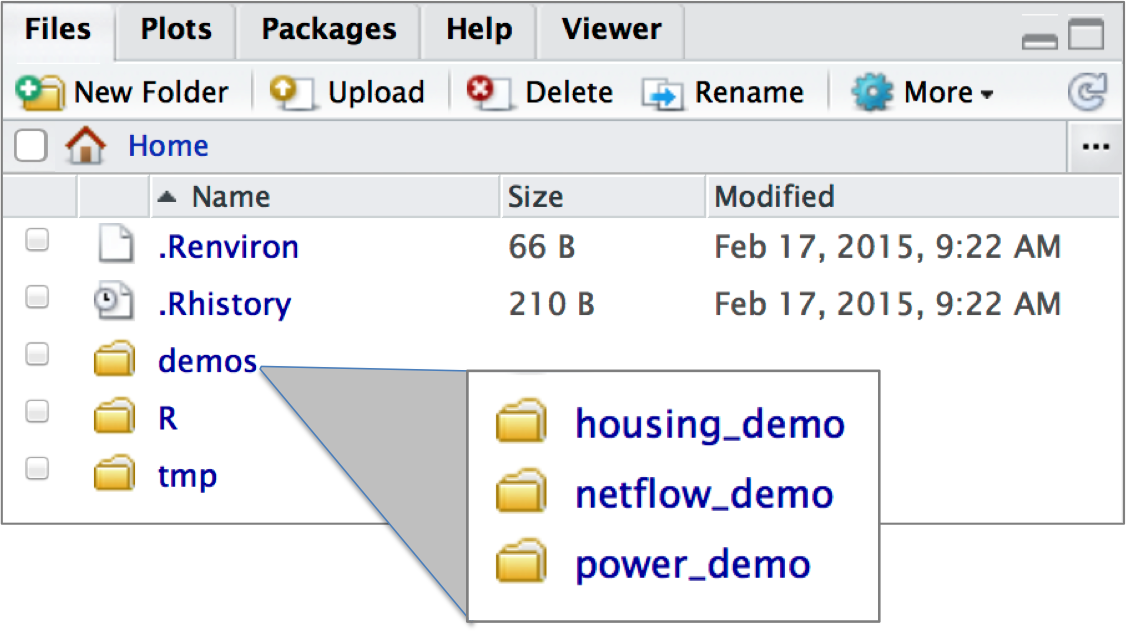 Files Plots Packages Help Viewer
New Folder Upload Delete Rename More
Home ...
Name Size Modified
.Renviron 66 B Feb 17, 2015, 9:22 AM
.Rhistory 210 B Feb 17, 2015, 9:22 AM
demos
R
tmp
housing_demo
netflow_demo
power_demo